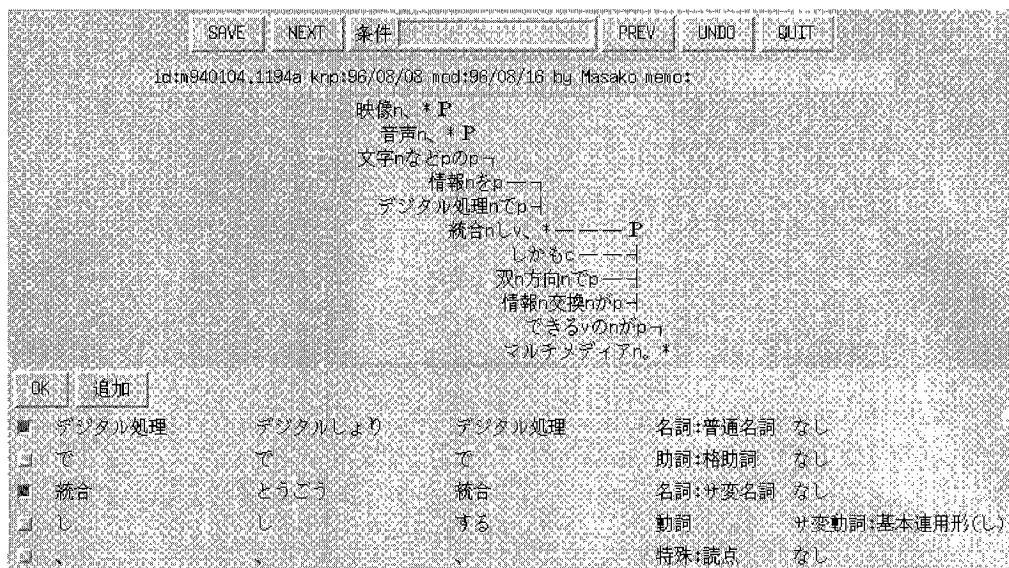 SAVE NEXT 条件 PREV UNDO QUIT
id:m940104.1194a knp:96/08/08 mod:96/08/16 by Masako memo:
映像n、*P
音声n、*P
文字nなどpのp
情報nをp
デジタル処理nでp
統合nしv、* P
しかもc
双n方向nでp
情報n交換nがp
できるvのnがp
マルチメディアn。*
OK 追加
デジタル処理 デジタルしょり デジタル処理 名詞:普通名詞 なし
で で で 助詞:格助詞 なし
統合 とうごう 統合 名詞:サ変名詞 なし
し し する 動詞 サ変動詞:基本連用形(し)
、 、 、 特殊:読点 なし